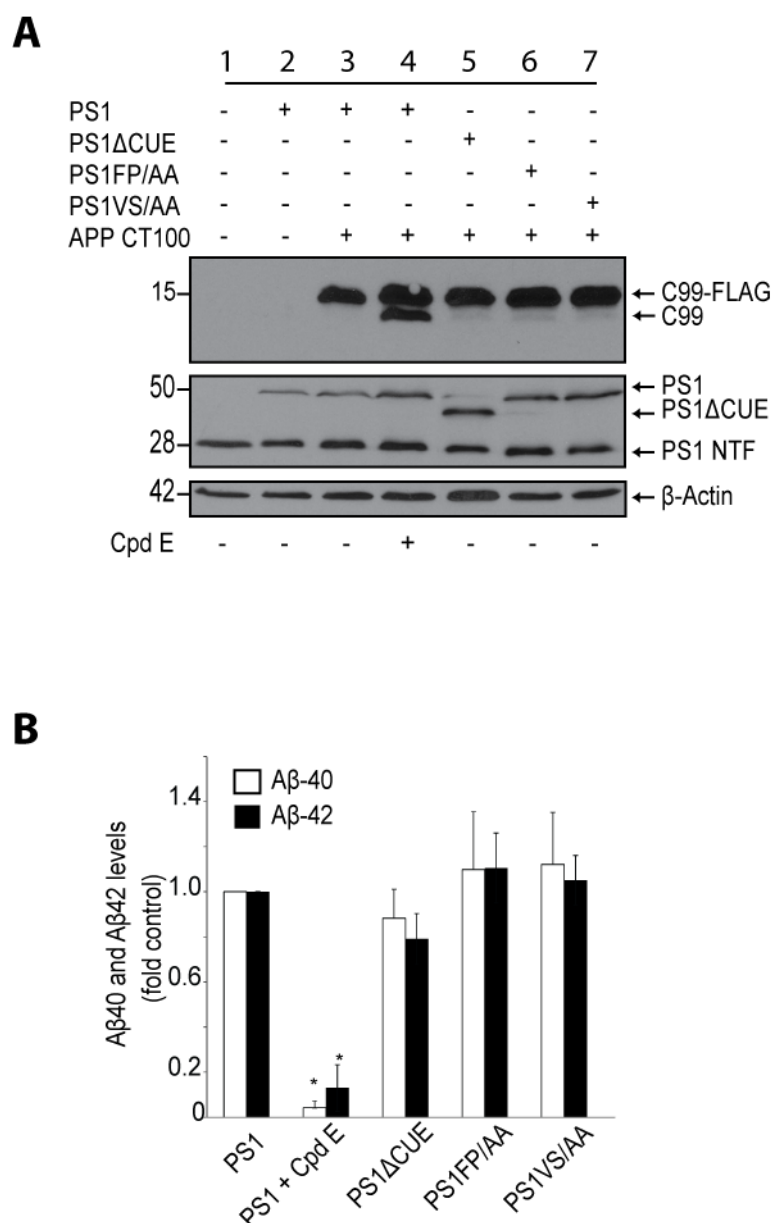 A
1 2 3 4 5 6 7
PS1 - + + + - - -
PS1ΔCUE - - - - + - -
PS1FP/AA - - - - - + -
PS1VS/AA - - - - - - +
APP CT100 - - + + + + +
15 C99-FLAG
C99
50 PS1
PS1ΔCUE
28 PS1 NTF
42 β-Actin
Cpd E - - - + - - -
B
Aβ-40
Aβ-42
Aβ40 and Aβ42 levels
(fold control)
1.4
1.0
0.6
0.2
0
* *
PS1
PS1 + Cpd E
PS1ΔCUE
PS1FP/AA
PS1VS/AA